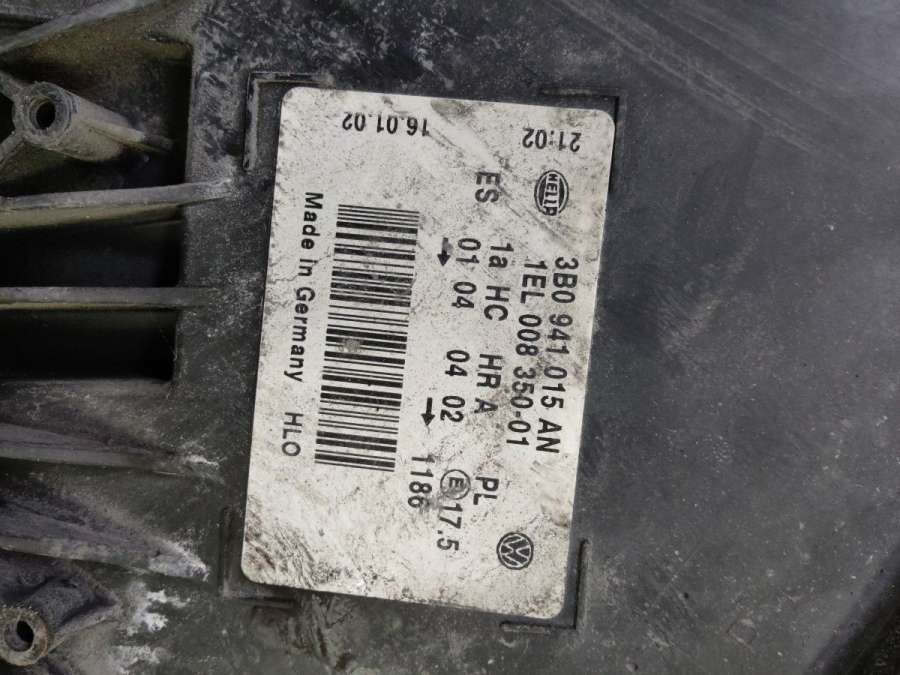 21:02
16.01.02
HELLA
3B0 941 015 AN
1EL 008 350-01
ES 1a HC HR A PL
01 04 04 02 E 17.5
1186
Made in Germany HLO